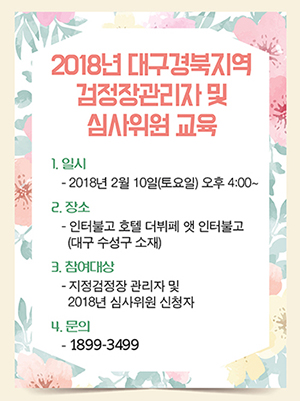 2018년 대구경북지역
검정장관리자 및
심사위원 교육
1. 일시
- 2018년 2월 10일(토요일) 오후 4:00~
2. 장소
- 인터불고 호텔 더뷔페 앳 인터불고
(대구 수성구 소재)
3. 참여대상
- 지정검정장 관리자 및
2018년 심사위원 신청자
4. 문의
- 1899-3499